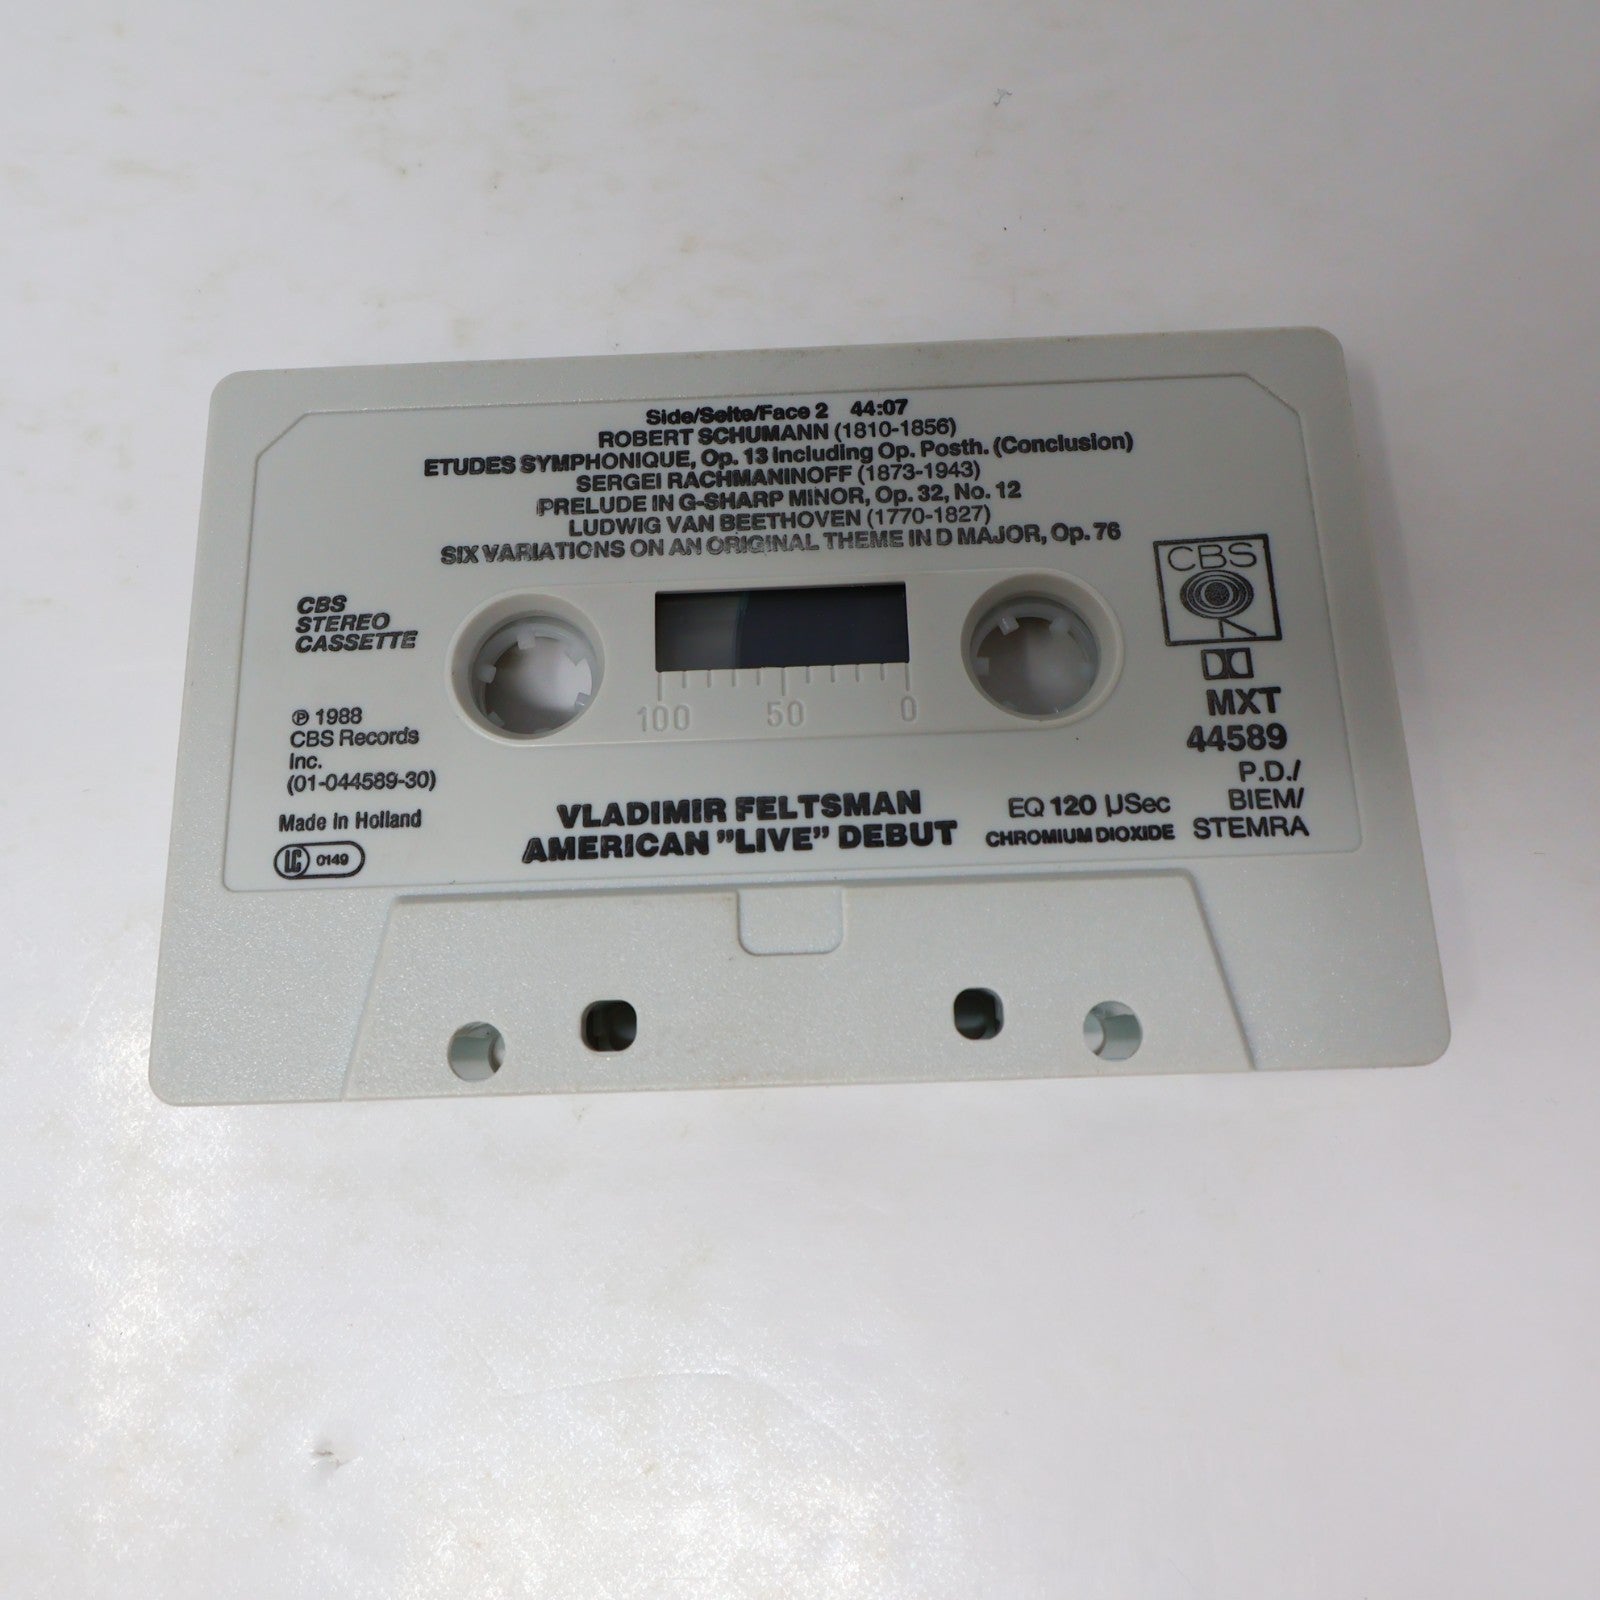 Side/Seite/Face 2 44:07
ROBERT SCHUMANN (1810-1856)
ETUDES SYMPHONIQUE, Op. 13 including Op. Posth. (Conclusion)
SERGEI RACHMANINOFF (1873-1943)
PRELUDE IN G-SHARP MINOR, Op. 32, No. 12
LUDWIG VAN BEETHOVEN (1770-1827)
SIX VARIATIONS ON AN ORIGINAL THEME IN D MAJOR, Op. 76
CBS
STEREO
CASSETTE
℗ 1988
CBS Records
Inc.
(01-044589-30)
Made in Holland
LC 0149
100 50 0
VLADIMIR FELTSMAN
AMERICAN "LIVE" DEBUT
EQ 120 µSec
CHROMIUM DIOXIDE
CBS
MXT
44589
P.D./
BIEM/
STEMRA